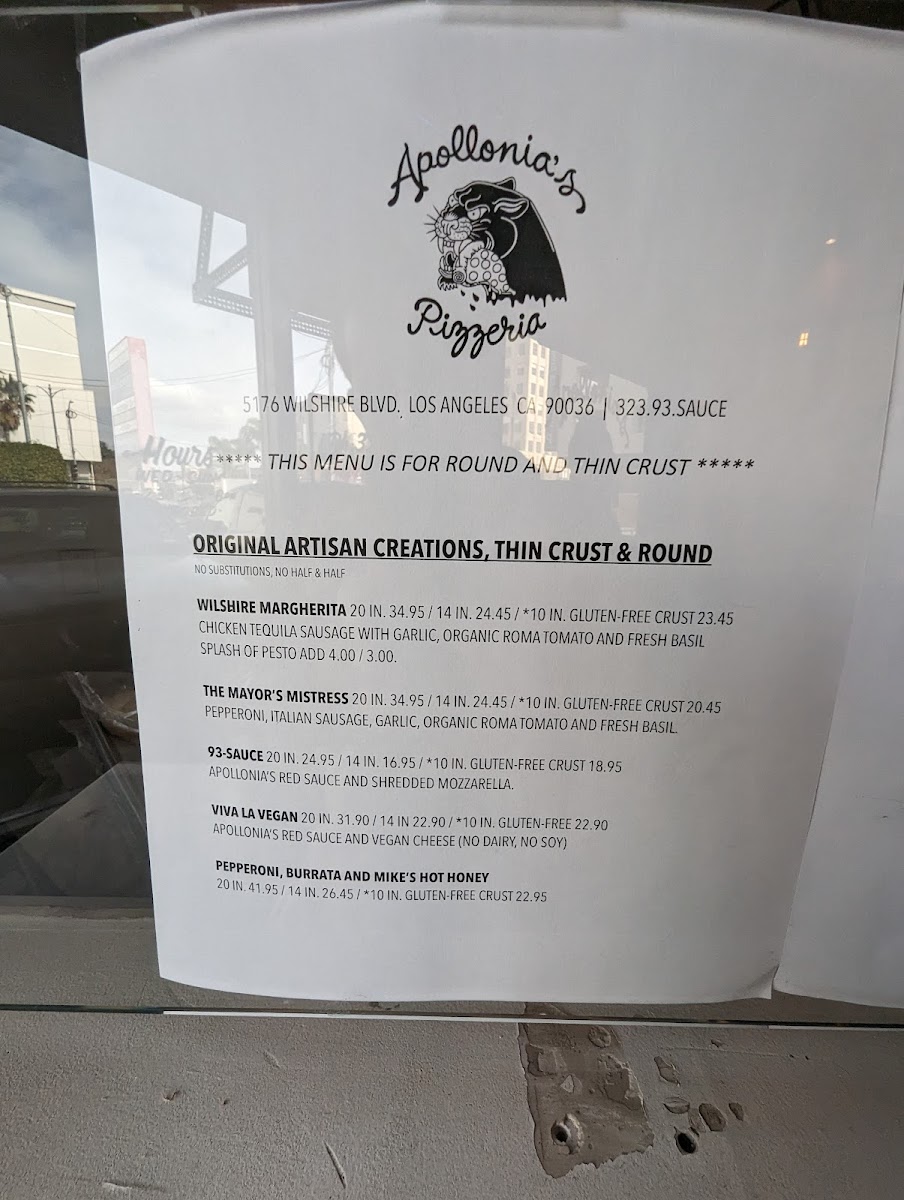 Apollonia's
Pizzeria
5176 WILSHIRE BLVD., LOS ANGELES CA 90036 | 323.93.SAUCE
Hours
***** THIS MENU IS FOR ROUND AND THIN CRUST *****
ORIGINAL ARTISAN CREATIONS, THIN CRUST & ROUND
NO SUBSTITUTIONS, NO HALF & HALF
WILSHIRE MARGHERITA 20 IN. 34.95 / 14 IN. 24.45 / *10 IN. GLUTEN-FREE CRUST 23.45
CHICKEN TEQUILA SAUSAGE WITH GARLIC, ORGANIC ROMA TOMATO AND FRESH BASIL
SPLASH OF PESTO ADD 4.00 / 3.00.
THE MAYOR'S MISTRESS 20 IN. 34.95 / 14 IN. 24.45 / *10 IN. GLUTEN-FREE CRUST 20.45
PEPPERONI, ITALIAN SAUSAGE, GARLIC, ORGANIC ROMA TOMATO AND FRESH BASIL.
93-SAUCE 20 IN. 24.95 / 14 IN. 16.95 / *10 IN. GLUTEN-FREE CRUST 18.95
APOLLONIA'S RED SAUCE AND SHREDDED MOZZARELLA.
VIVA LA VEGAN 20 IN. 31.90 / 14 IN 22.90 / *10 IN. GLUTEN-FREE 22.90
APOLLONIA'S RED SAUCE AND VEGAN CHEESE (NO DAIRY, NO SOY)
PEPPERONI, BURRATA AND MIKE'S HOT HONEY
20 IN. 41.95 / 14 IN. 26.45 / *10 IN. GLUTEN-FREE CRUST 22.95